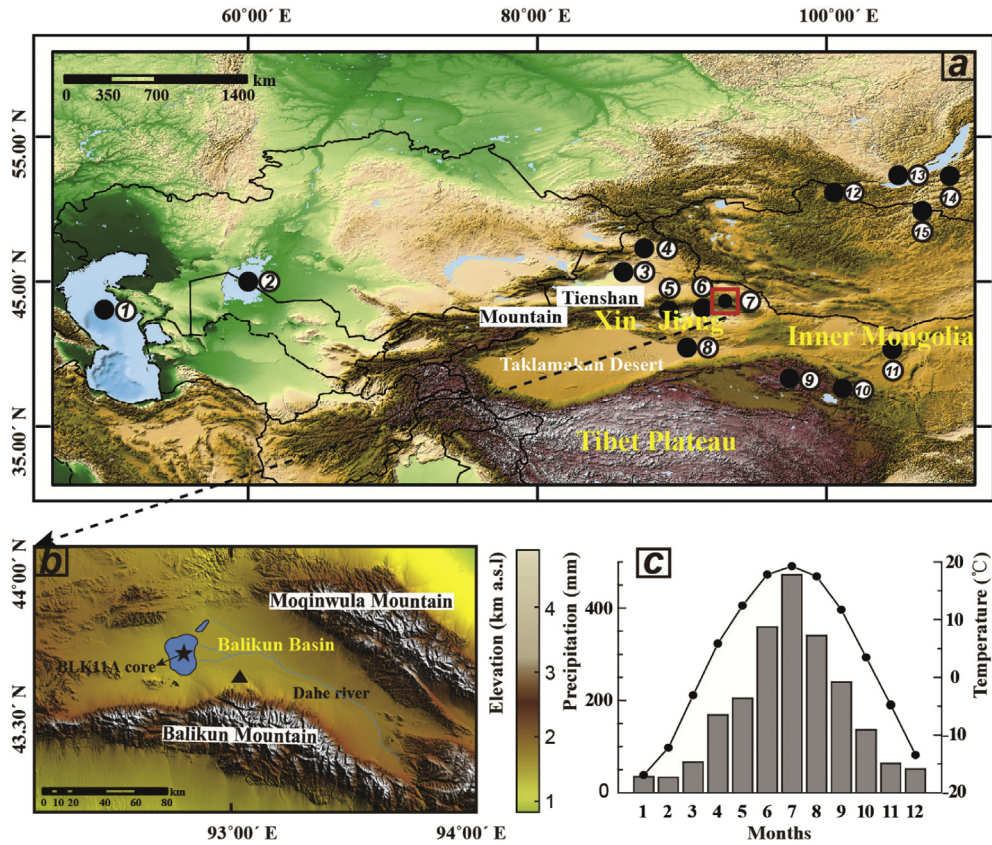 60°00´ E
80°00´ E
100°00´ E
a
km
0 350 700 1400
55.00´ N
45.00´ N
35.00´ N
1
2
3
4
5
6
7
8
9
10
11
12
13
14
15
Tienshan
Mountain
Xin Jiang
Inner Mongolia
Taklamakan Desert
Tibet Plateau
b
44°00´ N
43.30´ N
Moqinwula Mountain
Balikun Basin
BLK11A core
Dahe river
Balikun Mountain
km
0 10 20 40 60 80
93°00´ E
94°00´ E
Elevation (km a.s.l)
4
3
2
1
c
Precipitation (mm)
400
200
0
Temperature (℃)
20
10
0
-10
-20
1 2 3 4 5 6 7 8 9 10 11 12
Months